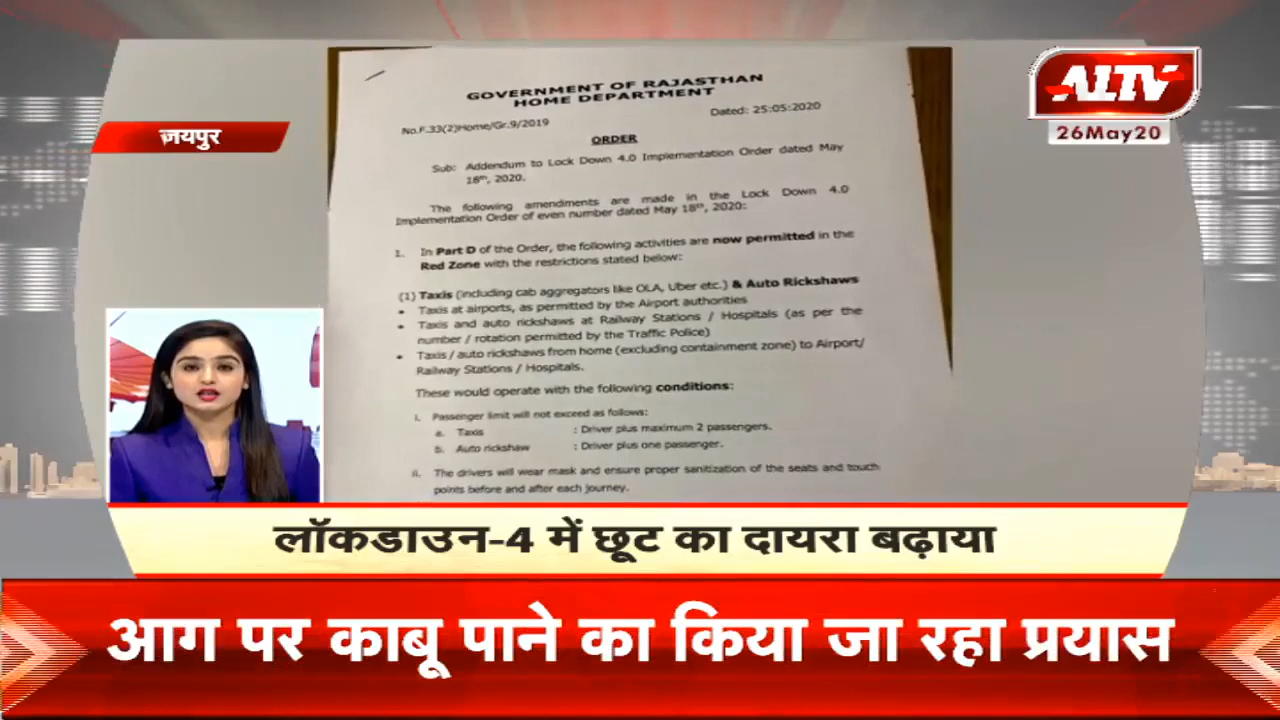 ALTV
26May20
जयपुर
GOVERNMENT OF RAJASTHAN
HOME DEPARTMENT
No.F.33(2)Home/Gr.9/2019
Dated: 25:05:2020
ORDER
Sub: Addendum to Lock Down 4.0 Implementation Order dated May
18th, 2020.
The following amendments are made in the Lock Down 4.0
Implementation Order of even number dated May 18th, 2020:
1. In Part D of the Order, the following activities are now permitted in the
Red Zone with the restrictions stated below:
(1) Taxis (including cab aggregators like OLA, Uber etc.) & Auto Rickshaws
• Taxis at airports, as permitted by the Airport authorities
• Taxis and auto rickshaws at Railway Stations / Hospitals (as per the
number / rotation permitted by the Traffic Police)
• Taxis / auto rickshaws from home (excluding containment zone) to Airport/
Railway Stations / Hospitals.
These would operate with the following conditions:
i. Passenger limit will not exceed as follows:
a. Taxis : Driver plus maximum 2 passengers.
b. Auto rickshaw : Driver plus one passenger.
ii. The drivers will wear mask and ensure proper sanitization of the seats and touch
points before and after each journey.
लॉकडाउन-4 में छूट का दायरा बढ़ाया
आग पर काबू पाने का किया जा रहा प्रयास